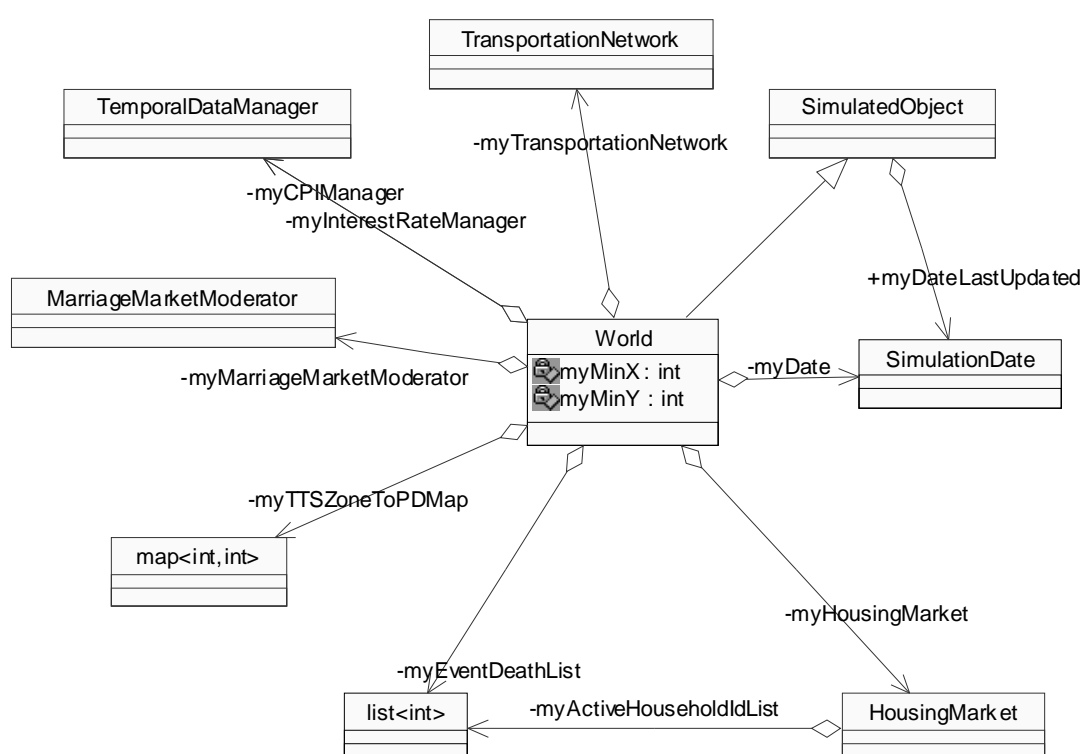 TransportationNetwork
TemporalDataManager
SimulatedObject
-myTransportationNetwork
-myCPIManager
-myInterestRateManager
+myDateLastUpdated
MarriageMarketModerator
World
SimulationDate
-myDate
myMinX : int
-myMarriageMarketModerator
myMinY : int
-myTTSZoneToPDMap
map<int,int>
-myHousingMarket
-myEventDeathList
list<int>
-myActiveHouseholdIdList
HousingMarket